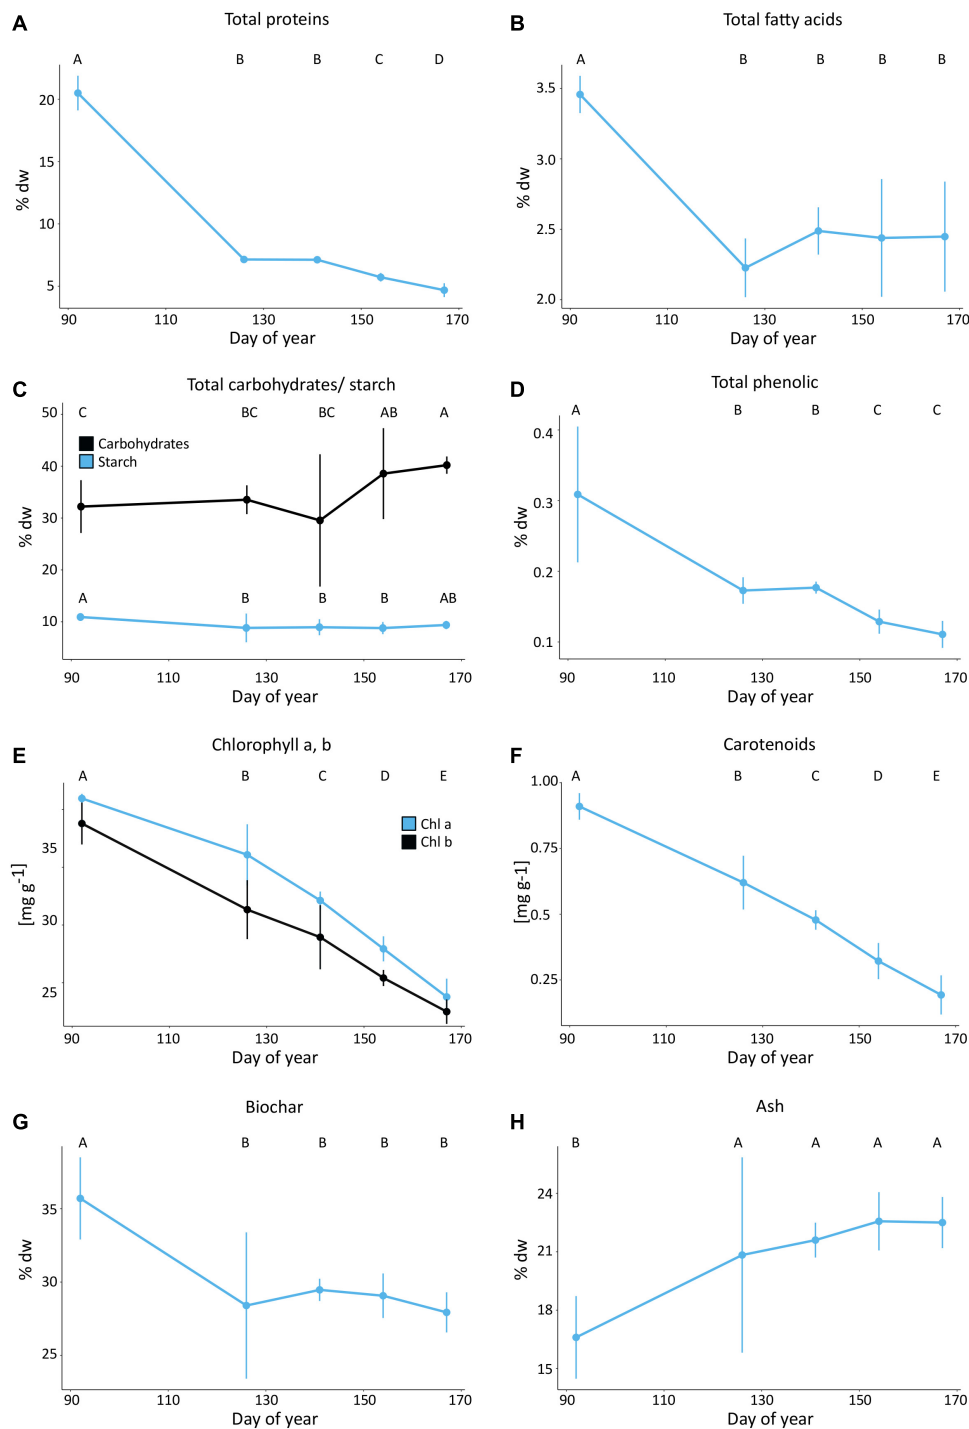 A Total proteins
A B B C D
20
15
10
5
% dw
90 110 130 150 170
Day of year
B Total fatty acids
A B B B B
3.5
3.0
2.5
2.0
% dw
90 110 130 150 170
Day of year
C Total carbohydrates/ starch
C BC BC AB A
Carbohydrates
Starch
A B B B AB
50
40
30
20
10
% dw
90 110 130 150 170
Day of year
D Total phenolic
A B B C C
0.4
0.3
0.2
0.1
% dw
90 110 130 150 170
Day of year
E Chlorophyll a, b
A B C D E
Chl a
Chl b
35
30
25
[mg g-1]
90 110 130 150 170
Day of year
F Carotenoids
A B C D E
1.00
0.75
0.5
0.25
[mg g-1]
90 110 130 150 170
Day of year
G Biochar
A B B B B
35
30
25
% dw
90 110 130 150 170
Day of year
H Ash
B A A A A
24
21
18
15
% dw
90 110 130 150 170
Day of year